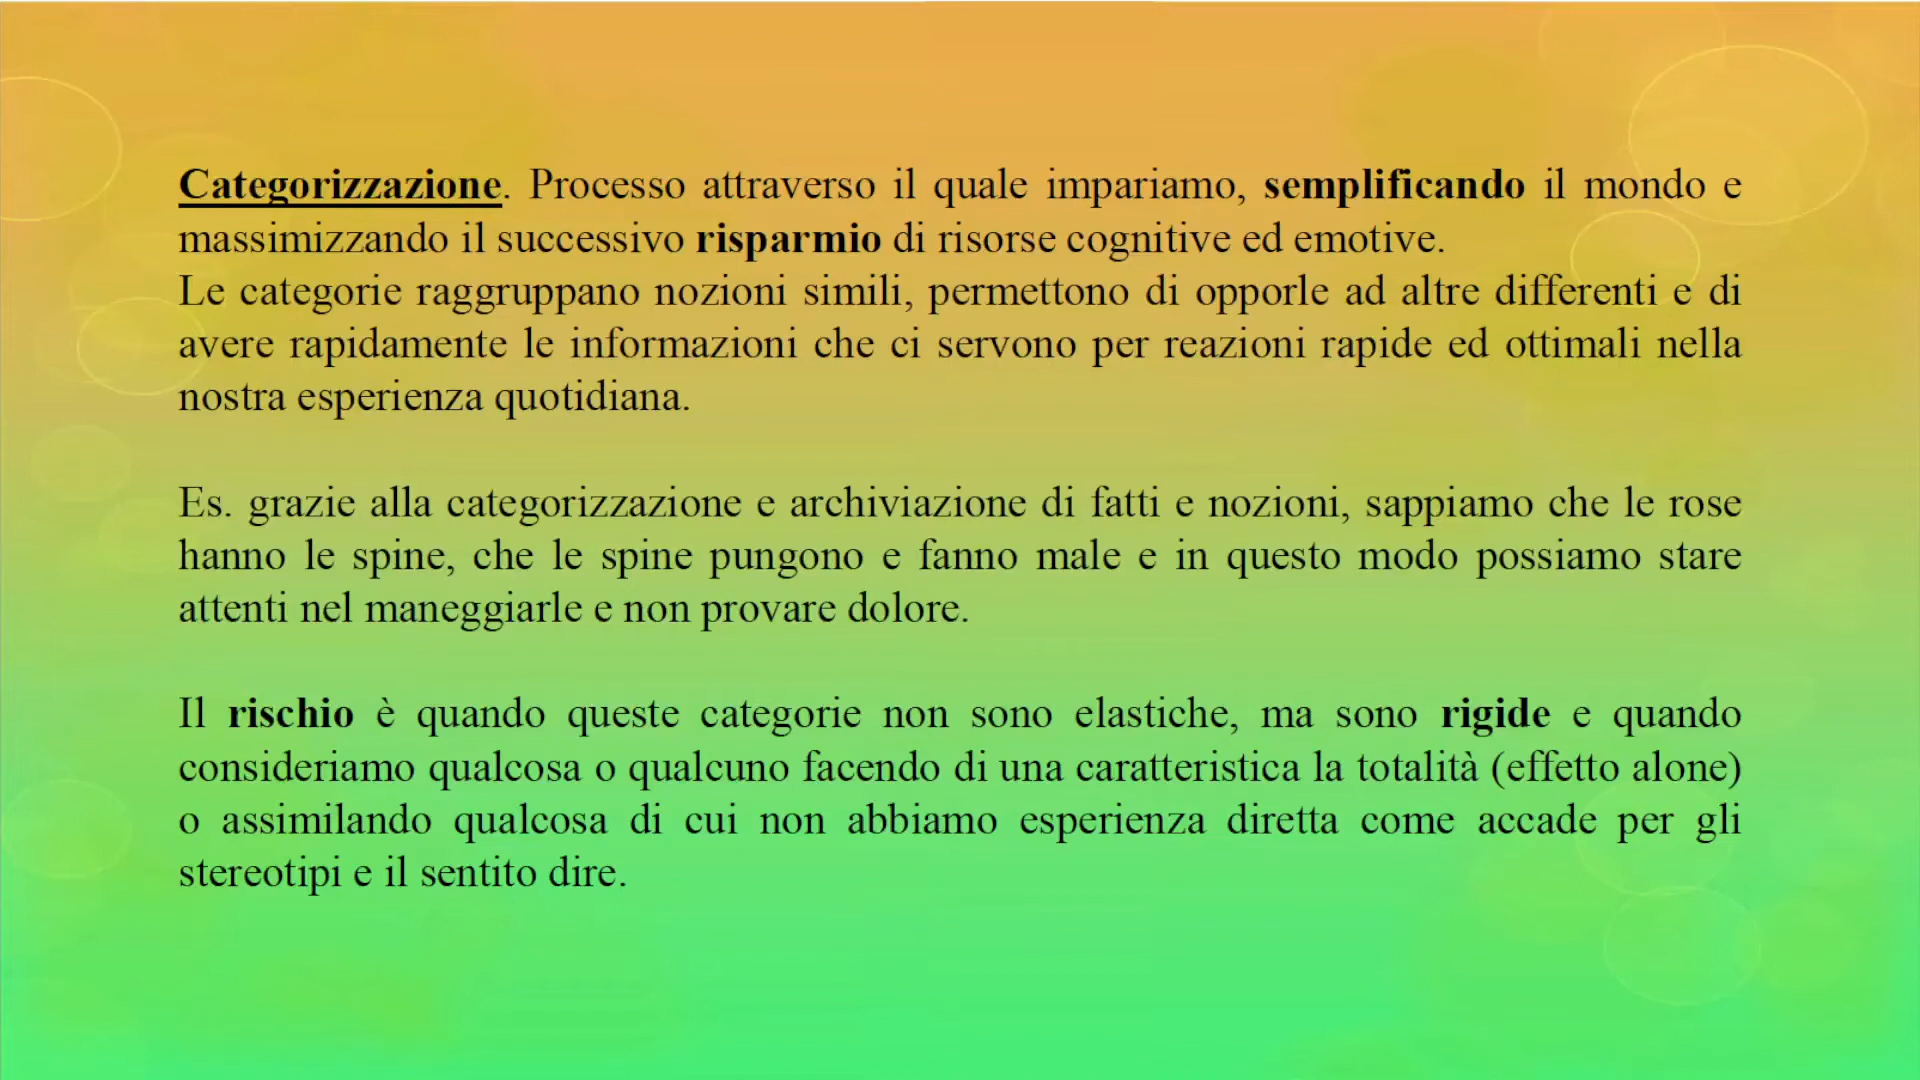 Categorizzazione. Processo attraverso il quale impariamo, semplificando il mondo e
massimizzando il successivo risparmio di risorse cognitive ed emotive.
Le categorie raggruppano nozioni simili, permettono di opporle ad altre differenti e di
avere rapidamente le informazioni che ci servono per reazioni rapide ed ottimali nella
nostra esperienza quotidiana.
Es. grazie alla categorizzazione e archiviazione di fatti e nozioni, sappiamo che le rose
hanno le spine, che le spine pungono e fanno male e in questo modo possiamo stare
attenti nel maneggiarle e non provare dolore.
Il rischio è quando queste categorie non sono elastiche, ma sono rigide e quando
consideriamo qualcosa o qualcuno facendo di una caratteristica la totalità (effetto alone)
o assimilando qualcosa di cui non abbiamo esperienza diretta come accade per gli
stereotipi e il sentito dire.